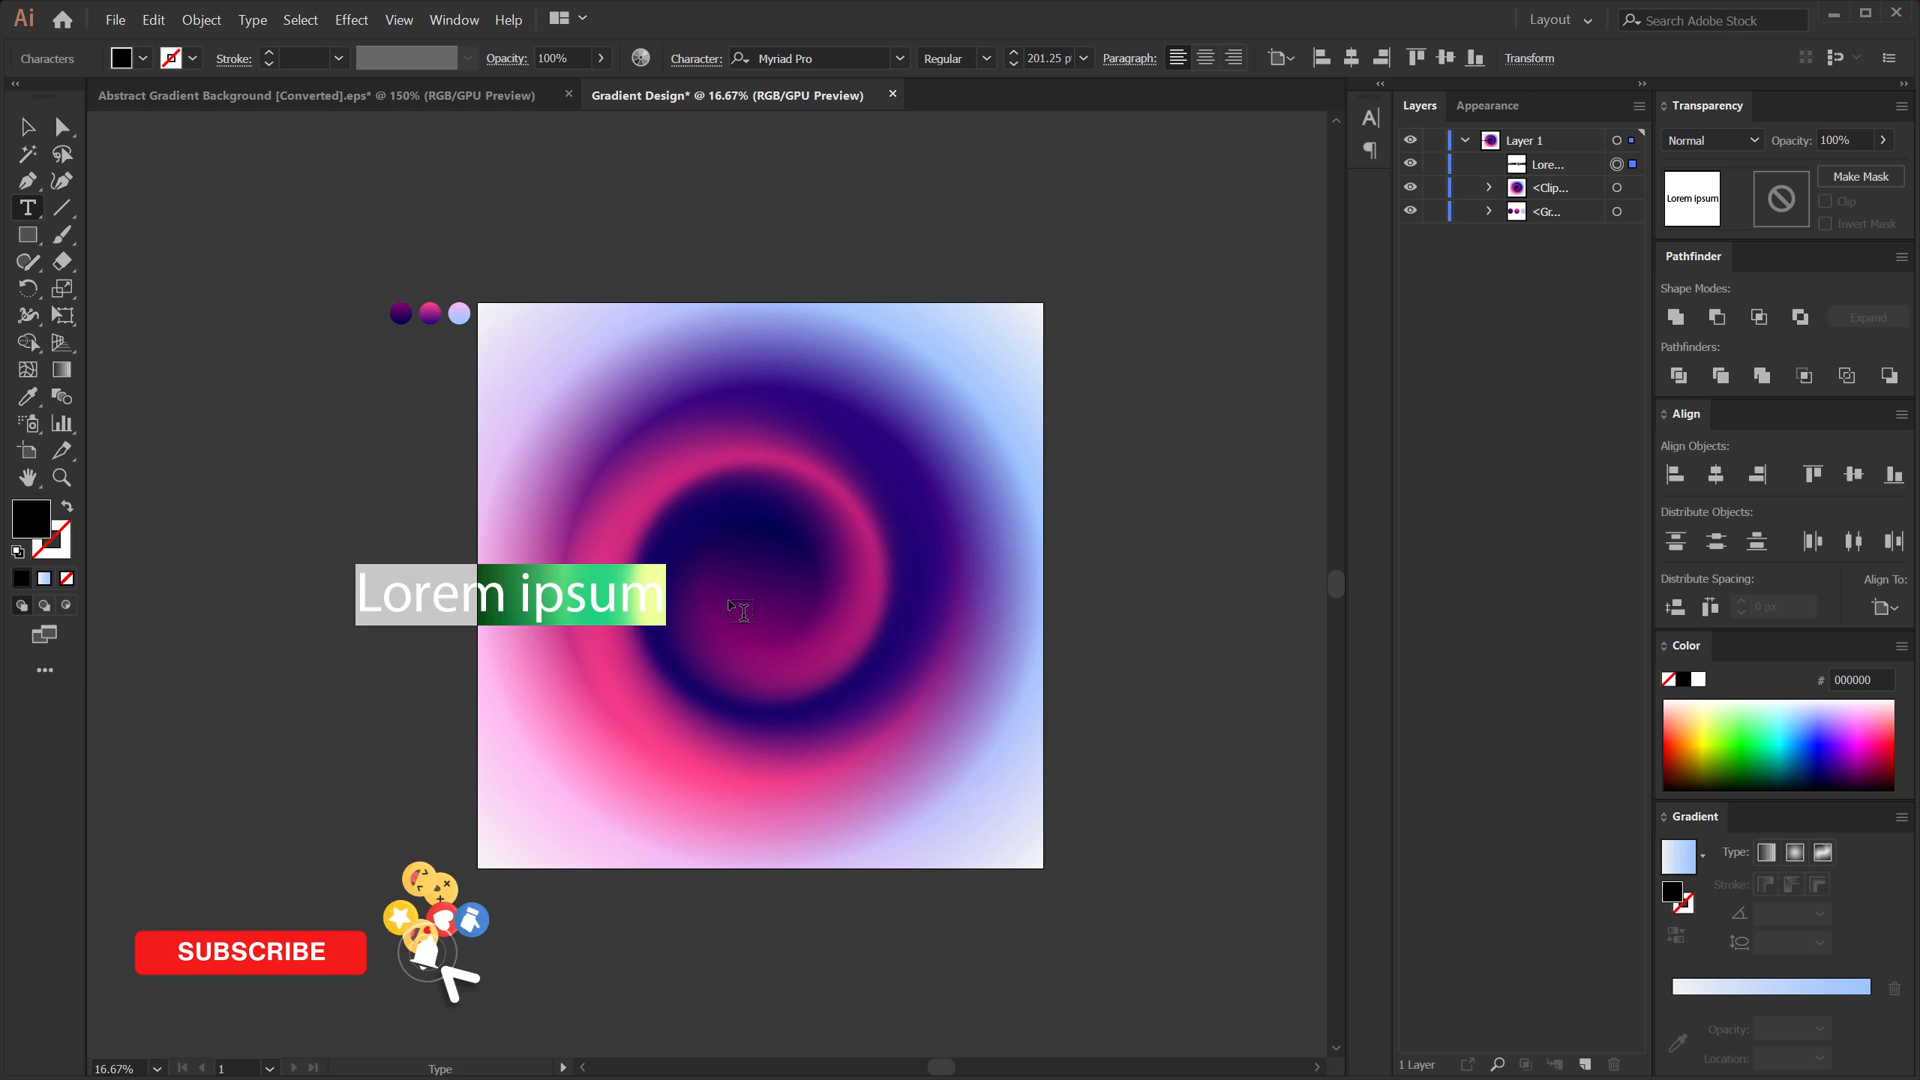 Ai File Edit Object Type Select Effect View Window Help Layout Search Adobe Stock
Characters Stroke: Opacity: 100% Character: Myriad Pro Regular 201.25 p Paragraph: Transform
Abstract Gradient Background [Converted].eps* @ 150% (RGB/GPU Preview) Gradient Design* @ 16.67% (RGB/GPU Preview)
Layers Appearance
Layer 1
Lore...
<Clip...
<Gr...
Transparency
Normal Opacity: 100%
Lorem ipsum
Make Mask
Clip
Invert Mask
Pathfinder
Shape Modes:
Expand
Pathfinders:
Align
Align Objects:
Distribute Objects:
Distribute Spacing: Align To:
0 px
Color
# 000000
Gradient
Type:
Stroke:
Opacity:
Location:
Lorem ipsum
SUBSCRIBE
16.67% 1 Type
1 Layer